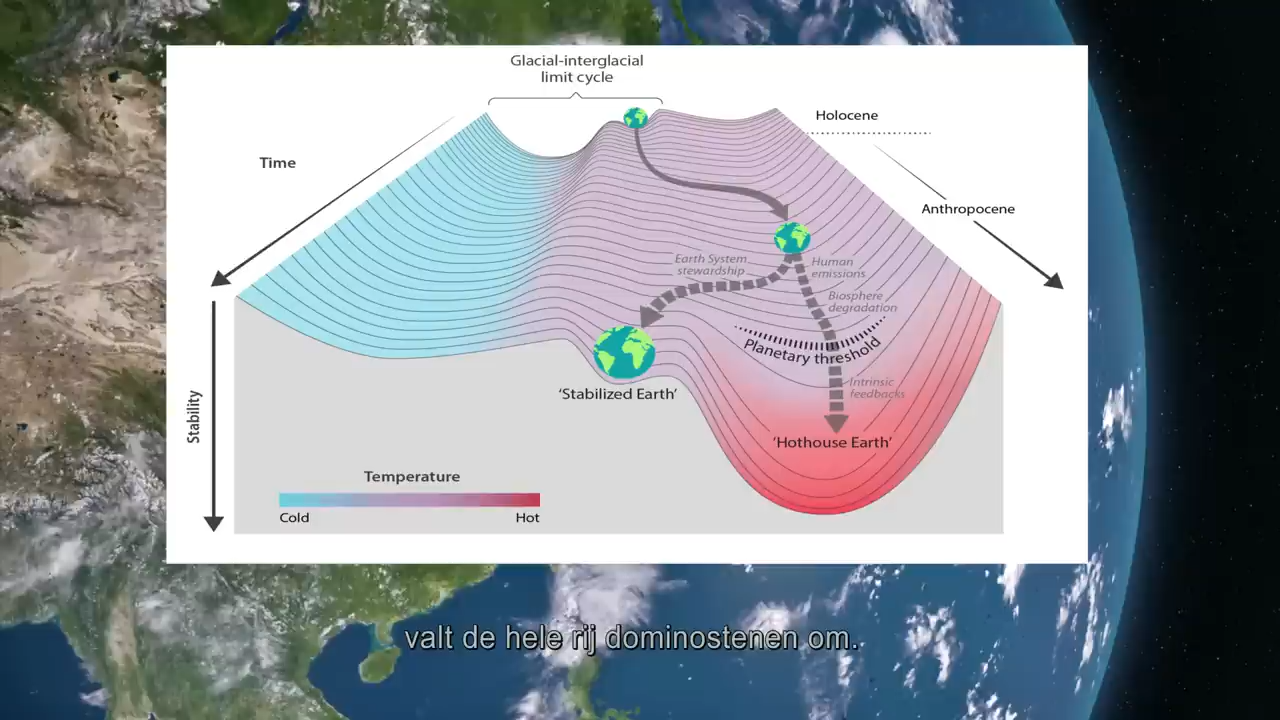 Glacial-interglacial
limit cycle
Holocene
Time
Anthropocene
Earth System
stewardship
Human
emissions
Biosphere
degradation
Planetary threshold
Intrinsic
feedbacks
'Stabilized Earth'
Stability
'Hothouse Earth'
Temperature
Cold
Hot
valt de hele rij dominostenen om.